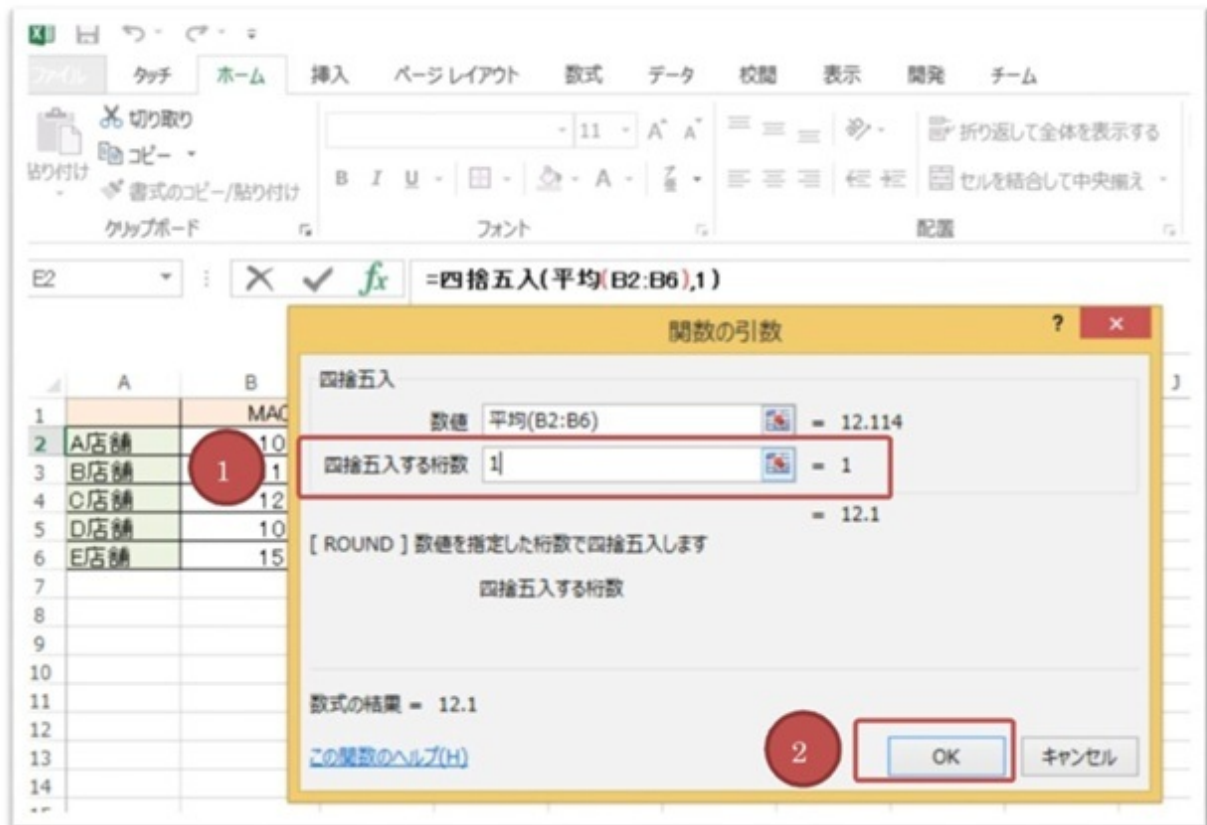 ファイル タッチ ホーム 挿入 ページ レイアウト 数式 データ 校閲 表示 開発 チーム
切り取り
コピー
貼り付け
書式のコピー/貼り付け
11 A A
折り返して全体を表示する
B I U A
セルを結合して中央揃え
クリップボード フォント 配置
E2 fx =四捨五入(平均(B2:B6),1)
関数の引数 ?
A B J
四捨五入
数値 平均(B2:B6) = 12.114
四捨五入する桁数 1 = 1
= 12.1
[ ROUND ] 数値を指定した桁数で四捨五入します
四捨五入する桁数
数式の結果 = 12.1
この関数のヘルプ(H)
OK キャンセル
1 2
1 MAC
2 A店舗 10
3 B店舗 1
4 C店舗 12
5 D店舗 10
6 E店舗 15
7
8
9
10
11
12
13
14